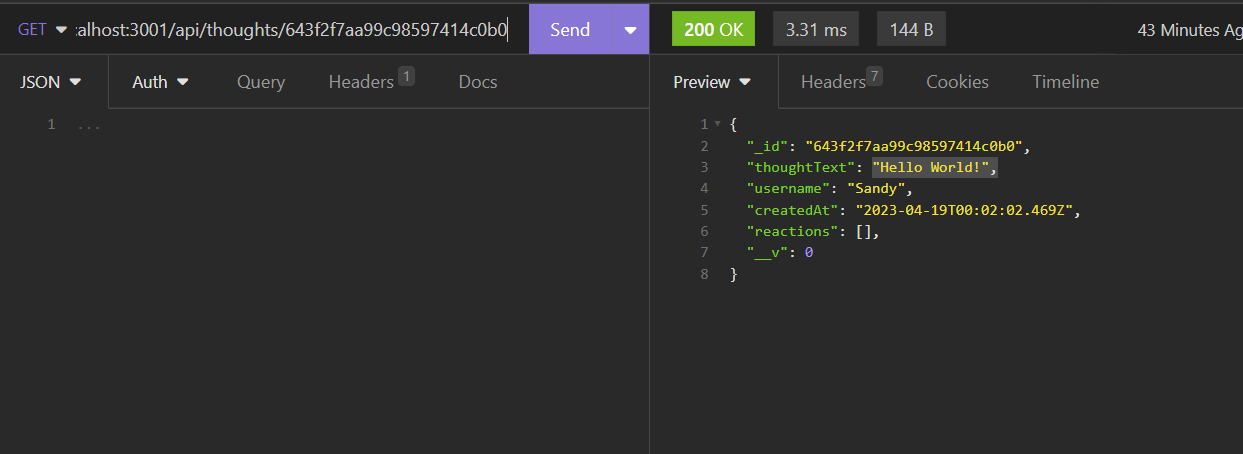 GET :alhost:3001/api/thoughts/643f2f7aa99c98597414c0b0 Send 200 OK 3.31 ms 144 B 43 Minutes Ag
JSON Auth Query Headers 1 Docs Preview Headers 7 Cookies Timeline
1 ...
1 {
2 "_id": "643f2f7aa99c98597414c0b0",
3 "thoughtText": "Hello World!",
4 "username": "Sandy",
5 "createdAt": "2023-04-19T00:02:02.469Z",
6 "reactions": [],
7 "__v": 0
8 }